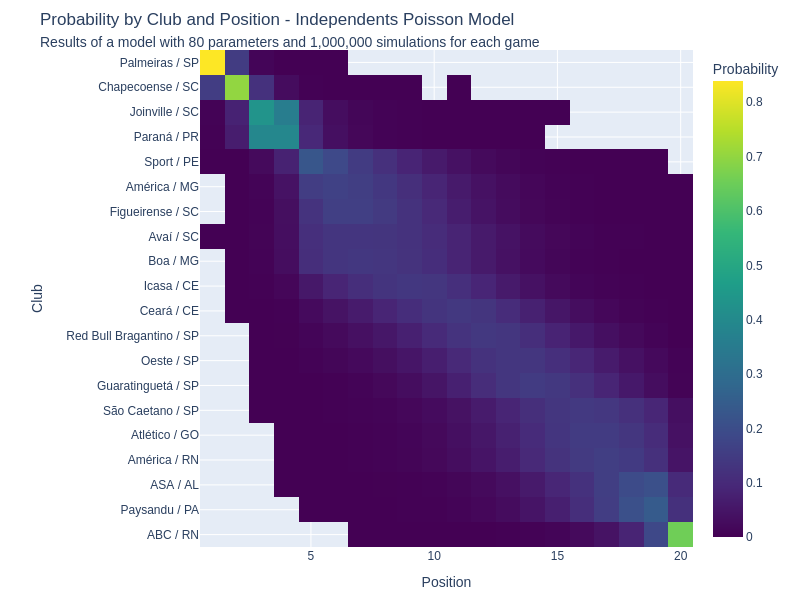 Probability by Club and Position - Independents Poisson Model
Results of a model with 80 parameters and 1,000,000 simulations for each game
Probability
Palmeiras / SP
Chapecoense / SC
Joinville / SC
Paraná / PR
Sport / PE
América / MG
Figueirense / SC
Avaí / SC
Boa / MG
Icasa / CE
Ceará / CE
Red Bull Bragantino / SP
Oeste / SP
Guaratinguetá / SP
São Caetano / SP
Atlético / GO
América / RN
ASA / AL
Paysandu / PA
ABC / RN
Club
5
10
15
20
Position
0.8
0.7
0.6
0.5
0.4
0.3
0.2
0.1
0